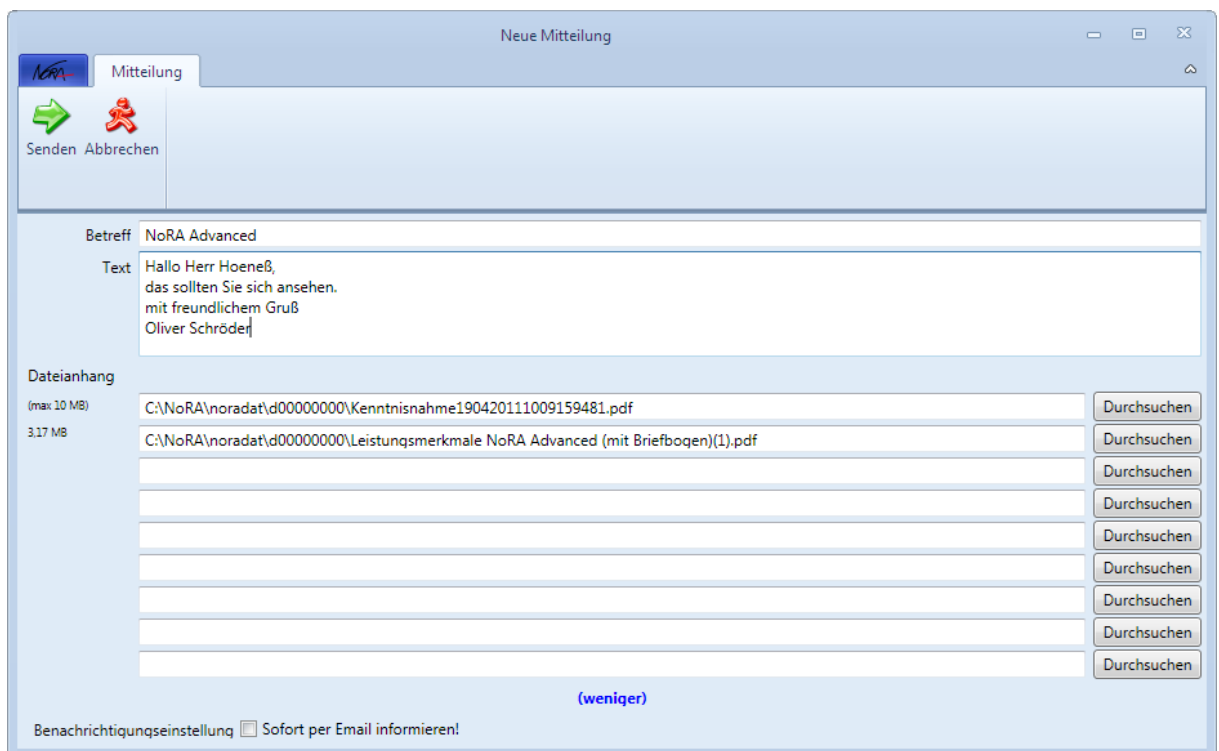 Neue Mitteilung
NoRA Mitteilung
Senden Abbrechen
Betreff NoRA Advanced
Text Hallo Herr Hoeneß,
das sollten Sie sich ansehen.
mit freundlichem Gruß
Oliver Schröder
Dateianhang
(max 10 MB) C:\NoRA\noradat\d00000000\Kenntnisnahme190420111009159481.pdf Durchsuchen
3,17 MB C:\NoRA\noradat\d00000000\Leistungsmerkmale NoRA Advanced (mit Briefbogen)(1).pdf Durchsuchen
Durchsuchen
Durchsuchen
Durchsuchen
Durchsuchen
Durchsuchen
Durchsuchen
Durchsuchen
(weniger)
Benachrichtigungseinstellung Sofort per Email informieren!